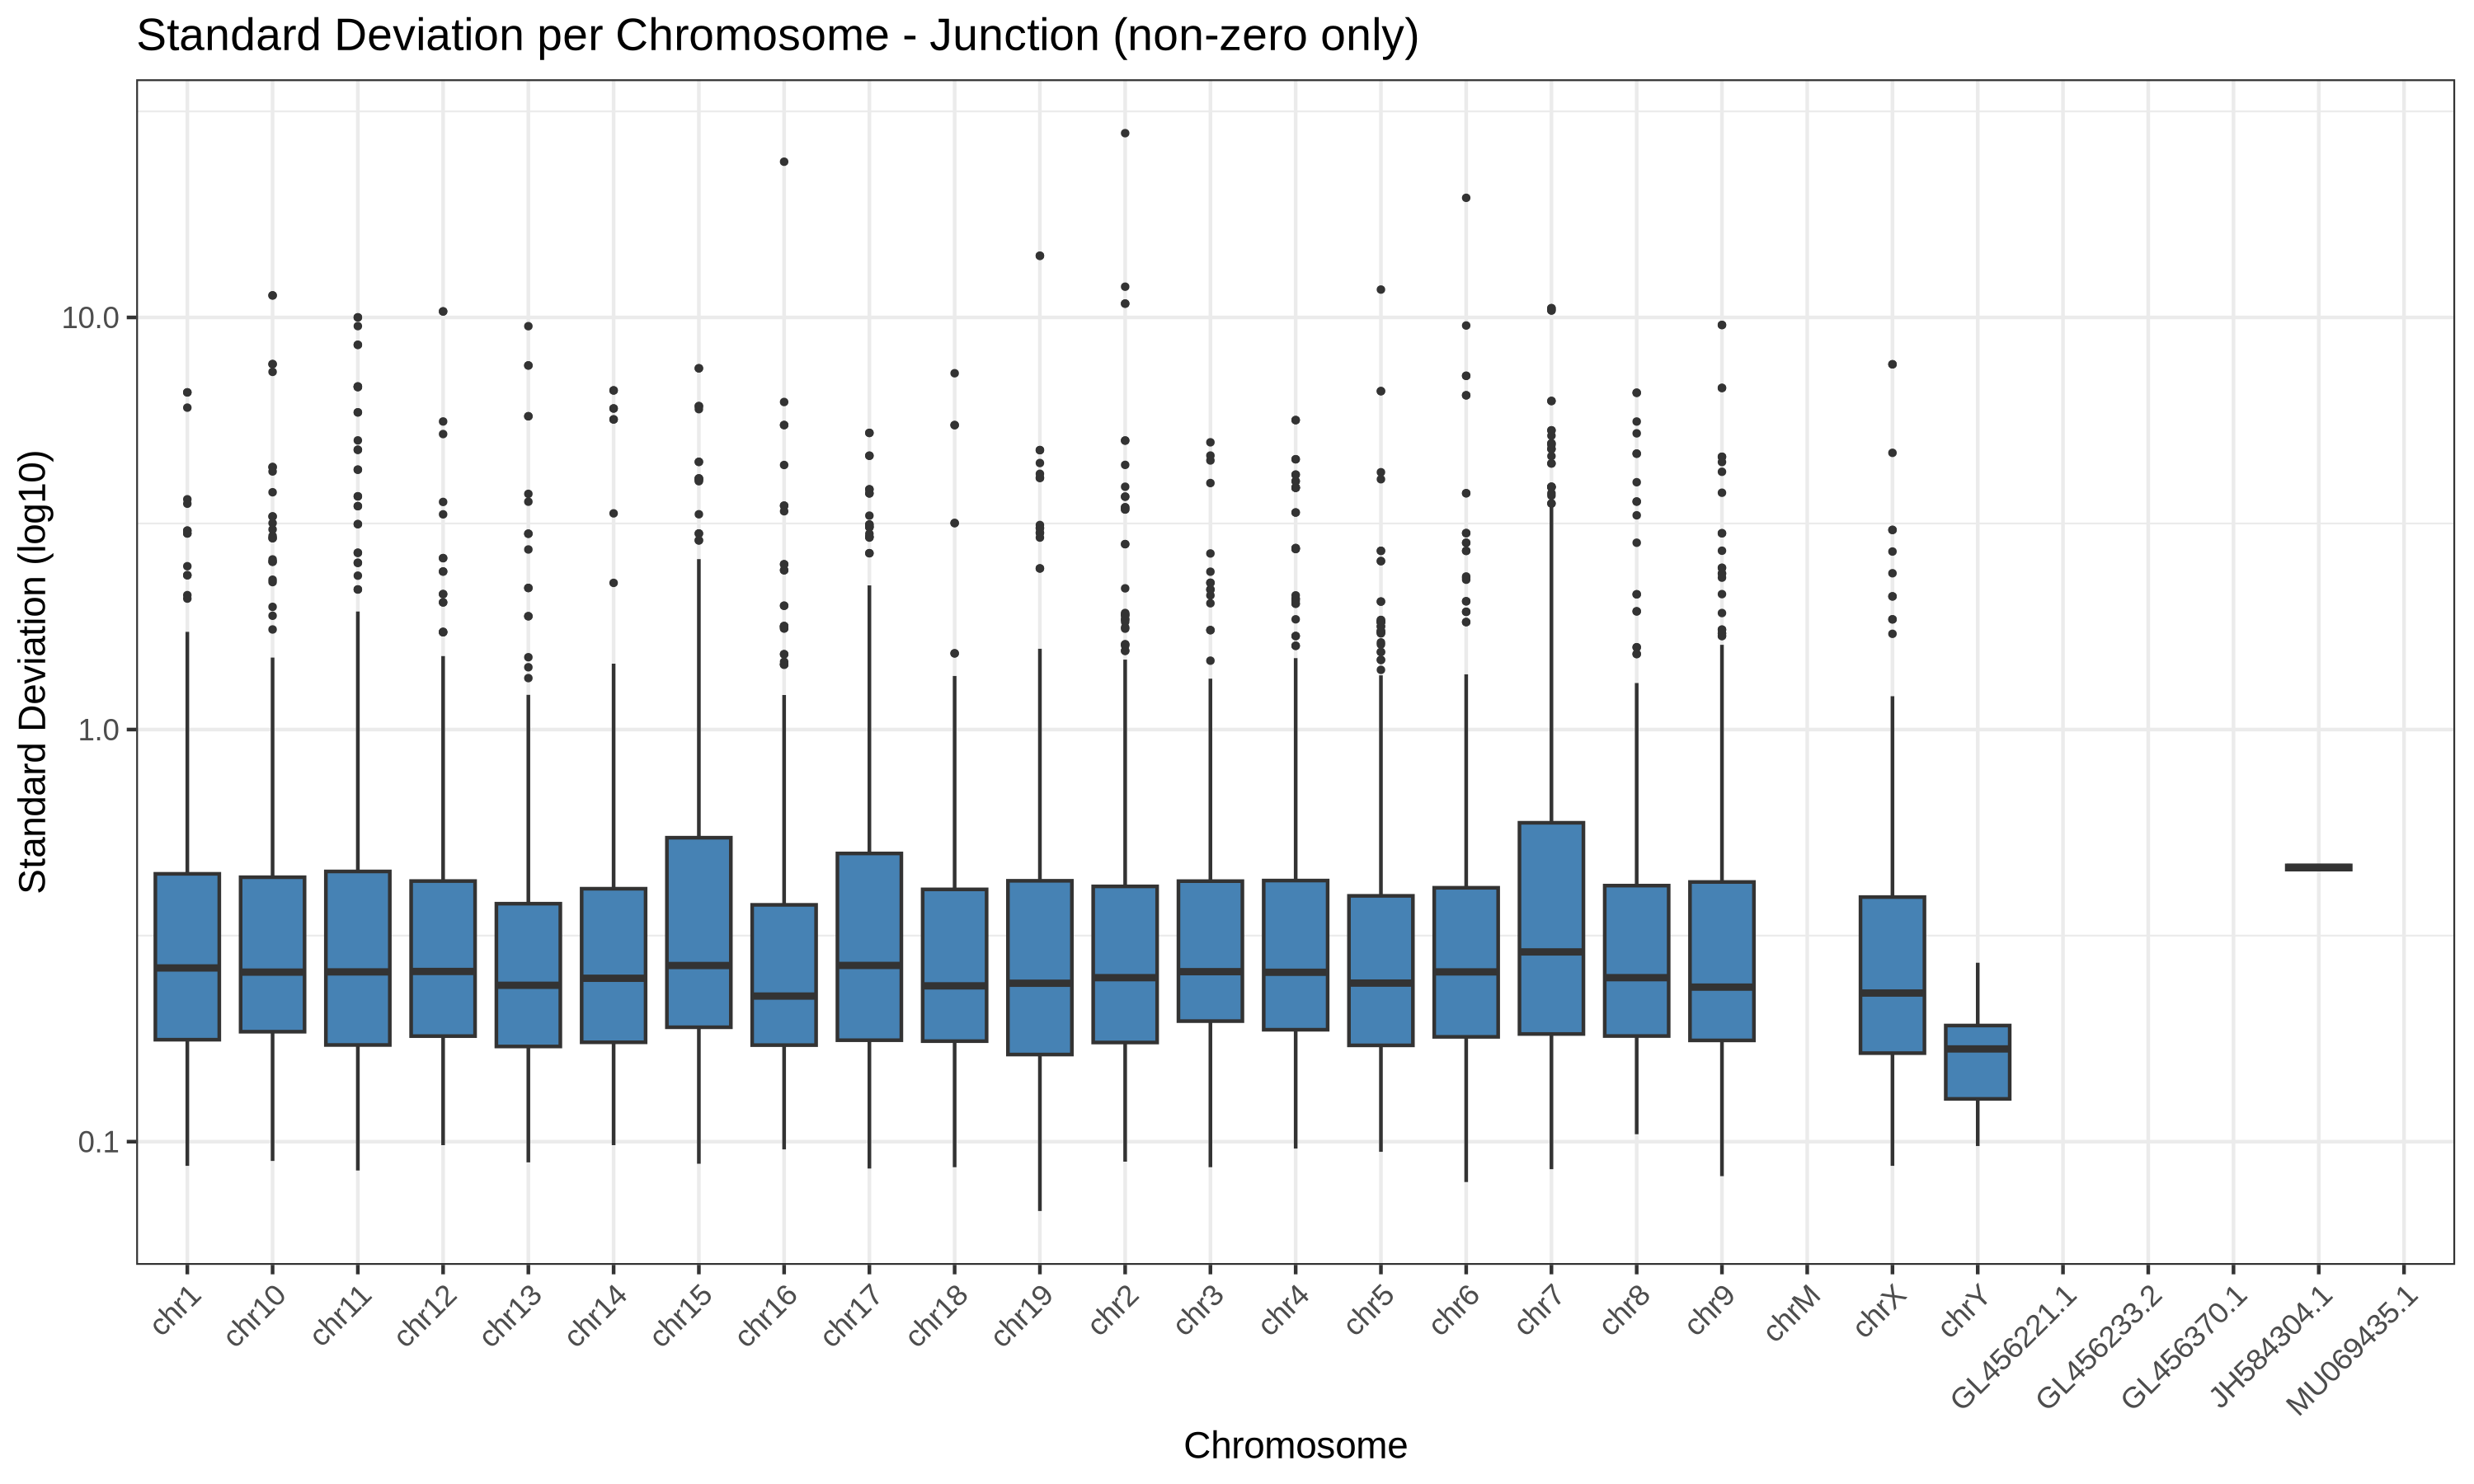 Standard Deviation per Chromosome - Junction (non-zero only)
Standard Deviation (log10)
10.0
1.0
0.1
chr1
chr10
chr11
chr12
chr13
chr14
chr15
chr16
chr17
chr18
chr19
chr2
chr3
chr4
chr5
chr6
chr7
chr8
chr9
chrM
chrX
chrY
GL456221.1
GL456233.2
GL456370.1
JH584304.1
MU069435.1
Chromosome